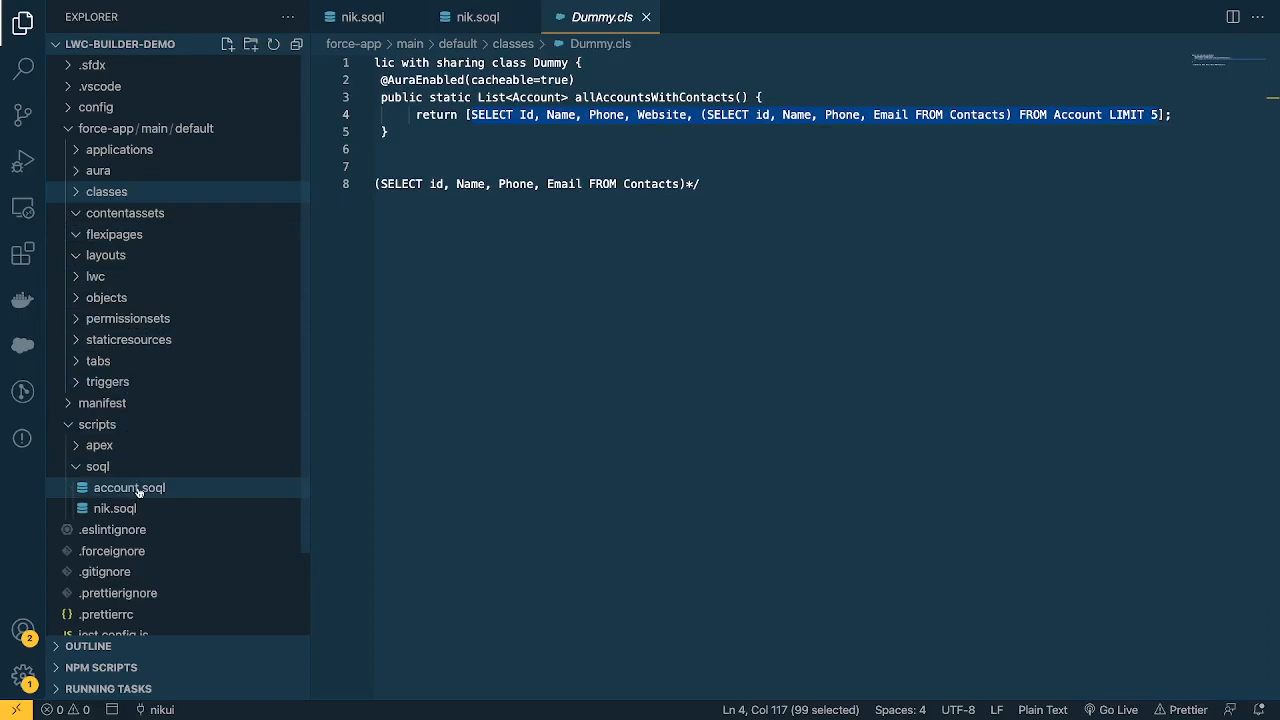 EXPLORER
LWC-BUILDER-DEMO
.sfdx
.vscode
config
force-app / main / default
applications
aura
classes
contentassets
flexipages
layouts
lwc
objects
permissionsets
staticresources
tabs
triggers
manifest
scripts
apex
soql
account.soql
nik.soql
.eslintignore
.forceignore
.gitignore
.prettierignore
{} .prettierrc
JS jest.config.js
OUTLINE
NPM SCRIPTS
RUNNING TASKS
2
1
nik.soql nik.soql Dummy.cls
force-app > main > default > classes > Dummy.cls
1 lic with sharing class Dummy {
2 @AuraEnabled(cacheable=true)
3 public static List<Account> allAccountsWithContacts() {
4 return [SELECT Id, Name, Phone, Website, (SELECT id, Name, Phone, Email FROM Contacts) FROM Account LIMIT 5];
5 }
6
7
8 (SELECT id, Name, Phone, Email FROM Contacts)*/
0 0 nikui Ln 4, Col 117 (99 selected) Spaces: 4 UTF-8 LF Plain Text Go Live Prettier